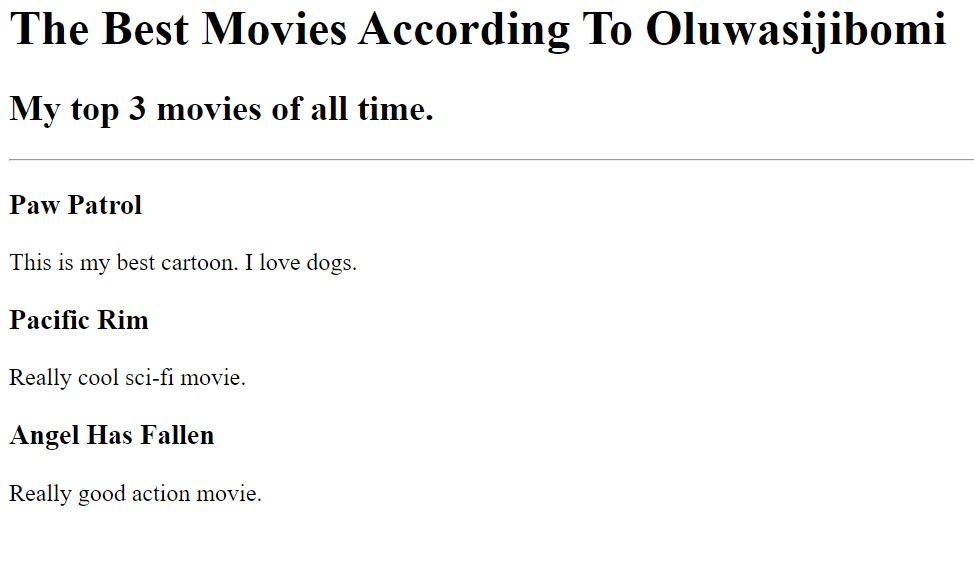 The Best Movies According To Oluwasijibomi
My top 3 movies of all time.
Paw Patrol
This is my best cartoon. I love dogs.
Pacific Rim
Really cool sci-fi movie.
Angel Has Fallen
Really good action movie.